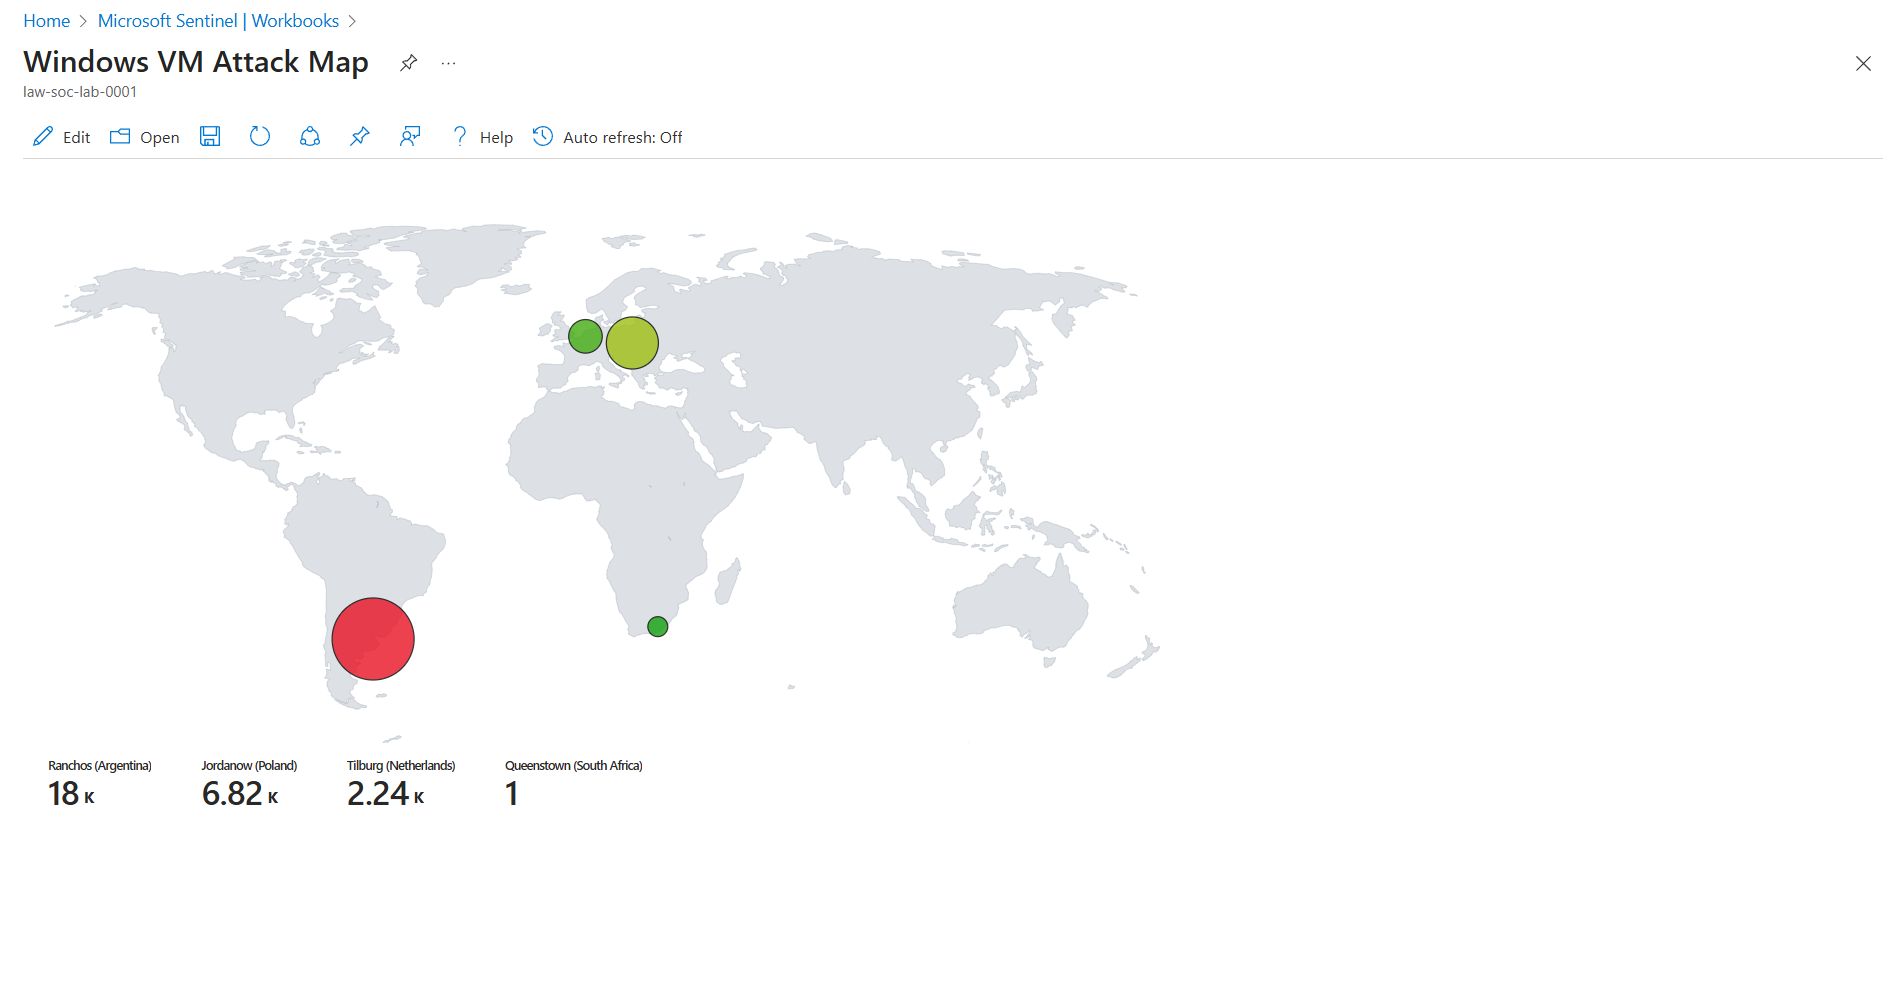 Home > Microsoft Sentinel | Workbooks >
Windows VM Attack Map ...
law-soc-lab-0001
Edit Open ? Help Auto refresh: Off
Ranchos (Argentina) Jordanow (Poland) Tilburg (Netherlands) Queenstown (South Africa)
18 K 6.82 K 2.24 K 1